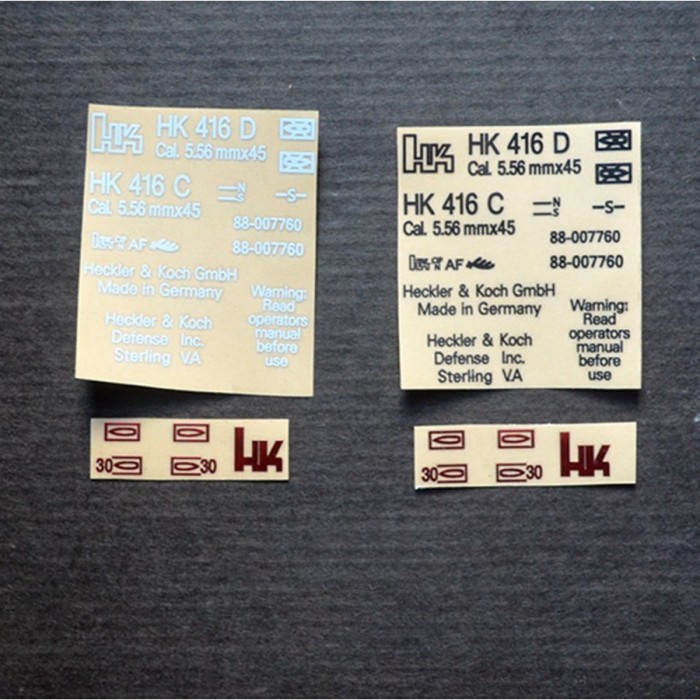 HK HK 416 D
Cal. 5.56 mmx45
HK 416 C
Cal. 5.56 mmx45
N
S
-S-
88-007760
AF
88-007760
Heckler & Koch GmbH
Made in Germany
Heckler & Koch
Defense Inc.
Sterling VA
Warning:
Read
operators
manual
before
use
30 30 HK
HK HK 416 D
Cal. 5.56 mmx45
HK 416 C
Cal. 5.56 mmx45
N
S
-S-
88-007760
AF
88-007760
Heckler & Koch GmbH
Made in Germany
Heckler & Koch
Defense Inc.
Sterling VA
Warning:
Read
operators
manual
before
use
30 30 HK